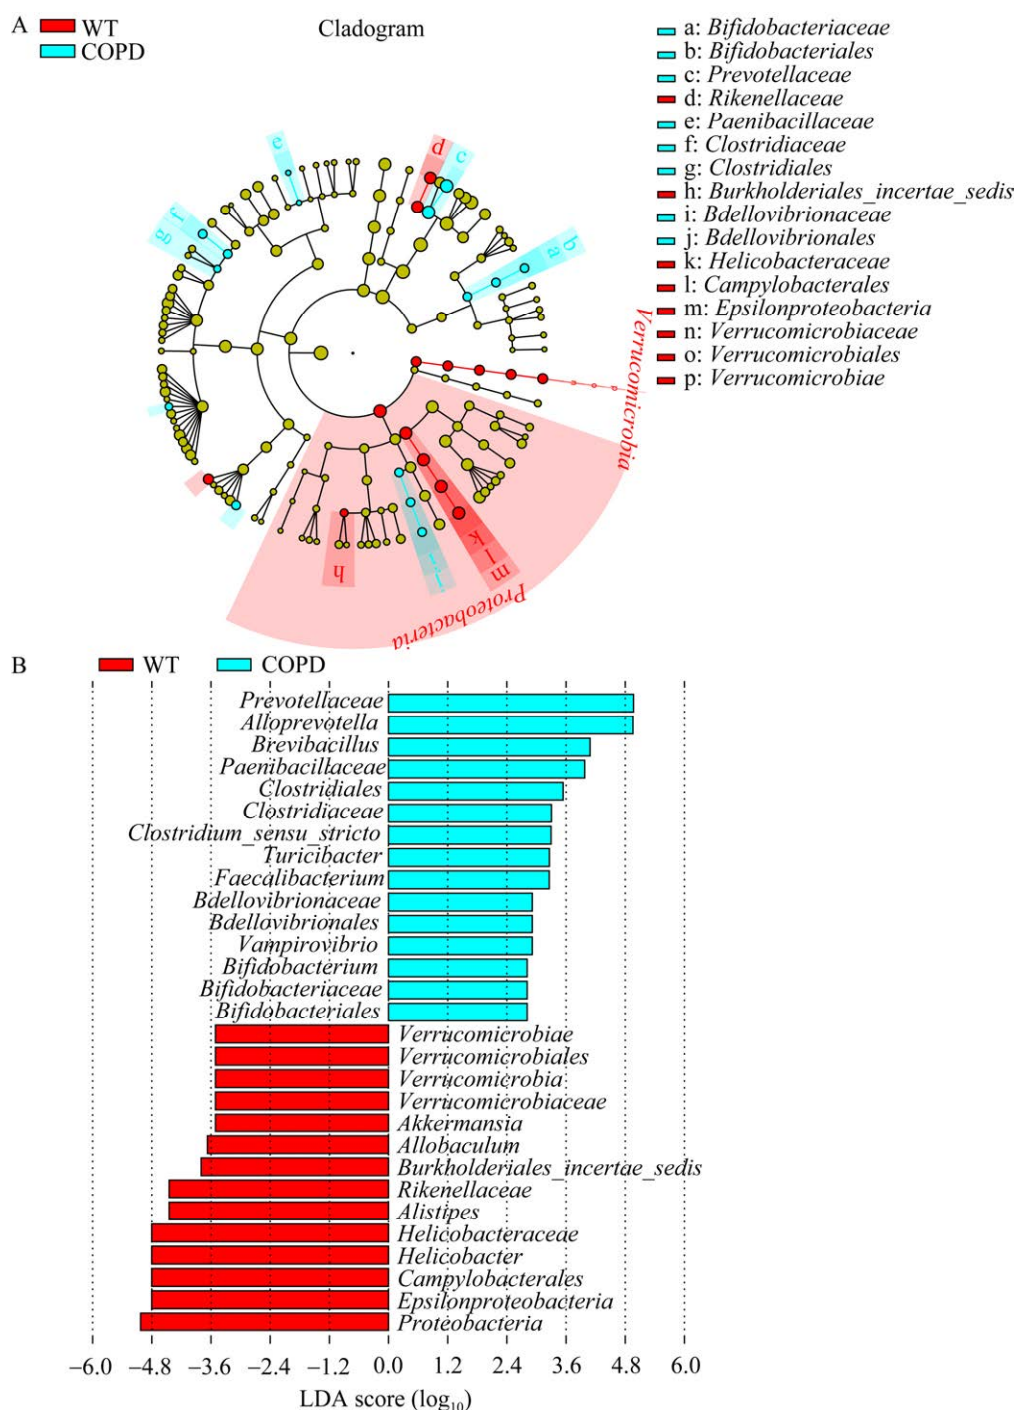 A
WT
COPD
Cladogram
a: Bifidobacteriaceae
b: Bifidobacteriales
c: Prevotellaceae
d: Rikenellaceae
e: Paenibacillaceae
f: Clostridiaceae
g: Clostridiales
h: Burkholderiales_incertae_sedis
i: Bdellovibrionaceae
j: Bdellovibrionales
k: Helicobacteraceae
l: Campylobacterales
m: Epsilonproteobacteria
n: Verrucomicrobiaceae
o: Verrucomicrobiales
p: Verrucomicrobiae
e
d
c
f
g
b
a
Verrucomicrobia
h
i
j
k
l
m
Proteobacteria
B
WT
COPD
Prevotellaceae
Alloprevotella
Brevibacillus
Paenibacillaceae
Clostridiales
Clostridiaceae
Clostridium_sensu_stricto
Turicibacter
Faecalibacterium
Bdellovibrionaceae
Bdellovibrionales
Vampirovibrio
Bifidobacterium
Bifidobacteriaceae
Bifidobacteriales
Verrucomicrobiae
Verrucomicrobiales
Verrucomicrobia
Verrucomicrobiaceae
Akkermansia
Allobaculum
Burkholderiales_incertae_sedis
Rikenellaceae
Alistipes
Helicobacteraceae
Helicobacter
Campylobacterales
Epsilonproteobacteria
Proteobacteria
−6.0 −4.8 −3.6 −2.4 −1.2 0.0 1.2 2.4 3.6 4.8 6.0
LDA score (log₁₀)